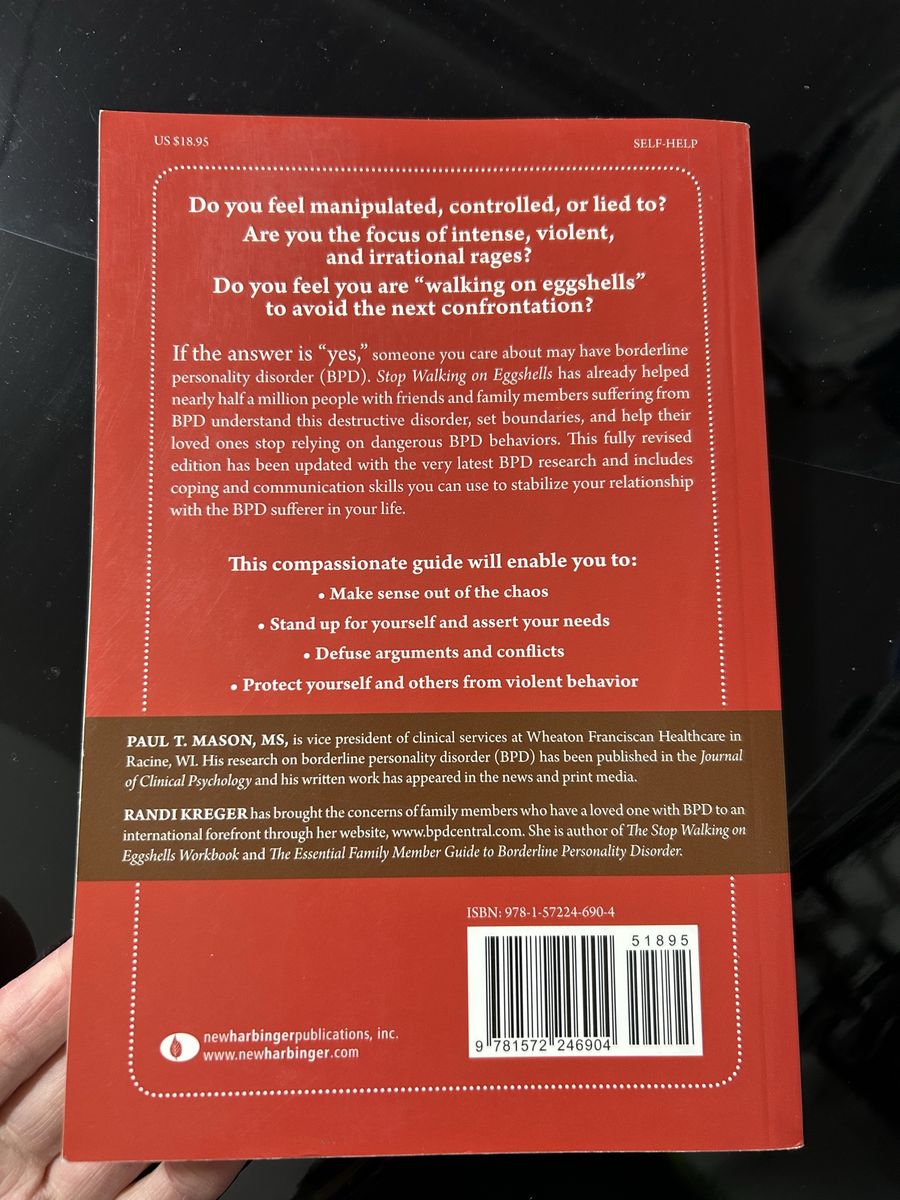 US $18.95
SELF-HELP
Do you feel manipulated, controlled, or lied to?
Are you the focus of intense, violent,
and irrational rages?
Do you feel you are “walking on eggshells”
to avoid the next confrontation?
If the answer is “yes,” someone you care about may have borderline
personality disorder (BPD). Stop Walking on Eggshells has already helped
nearly half a million people with friends and family members suffering from
BPD understand this destructive disorder, set boundaries, and help their
loved ones stop relying on dangerous BPD behaviors. This fully revised
edition has been updated with the very latest BPD research and includes
coping and communication skills you can use to stabilize your relationship
with the BPD sufferer in your life.
This compassionate guide will enable you to:
• Make sense out of the chaos
• Stand up for yourself and assert your needs
• Defuse arguments and conflicts
• Protect yourself and others from violent behavior
PAUL T. MASON, MS, is vice president of clinical services at Wheaton Franciscan Healthcare in
Racine, WI. His research on borderline personality disorder (BPD) has been published in the Journal
of Clinical Psychology and his written work has appeared in the news and print media.
RANDI KREGER has brought the concerns of family members who have a loved one with BPD to an
international forefront through her website, www.bpdcentral.com. She is author of The Stop Walking on
Eggshells Workbook and The Essential Family Member Guide to Borderline Personality Disorder.
ISBN: 978-1-57224-690-4
51895
9 781572 246904
newharbingerpublications, inc.
www.newharbinger.com